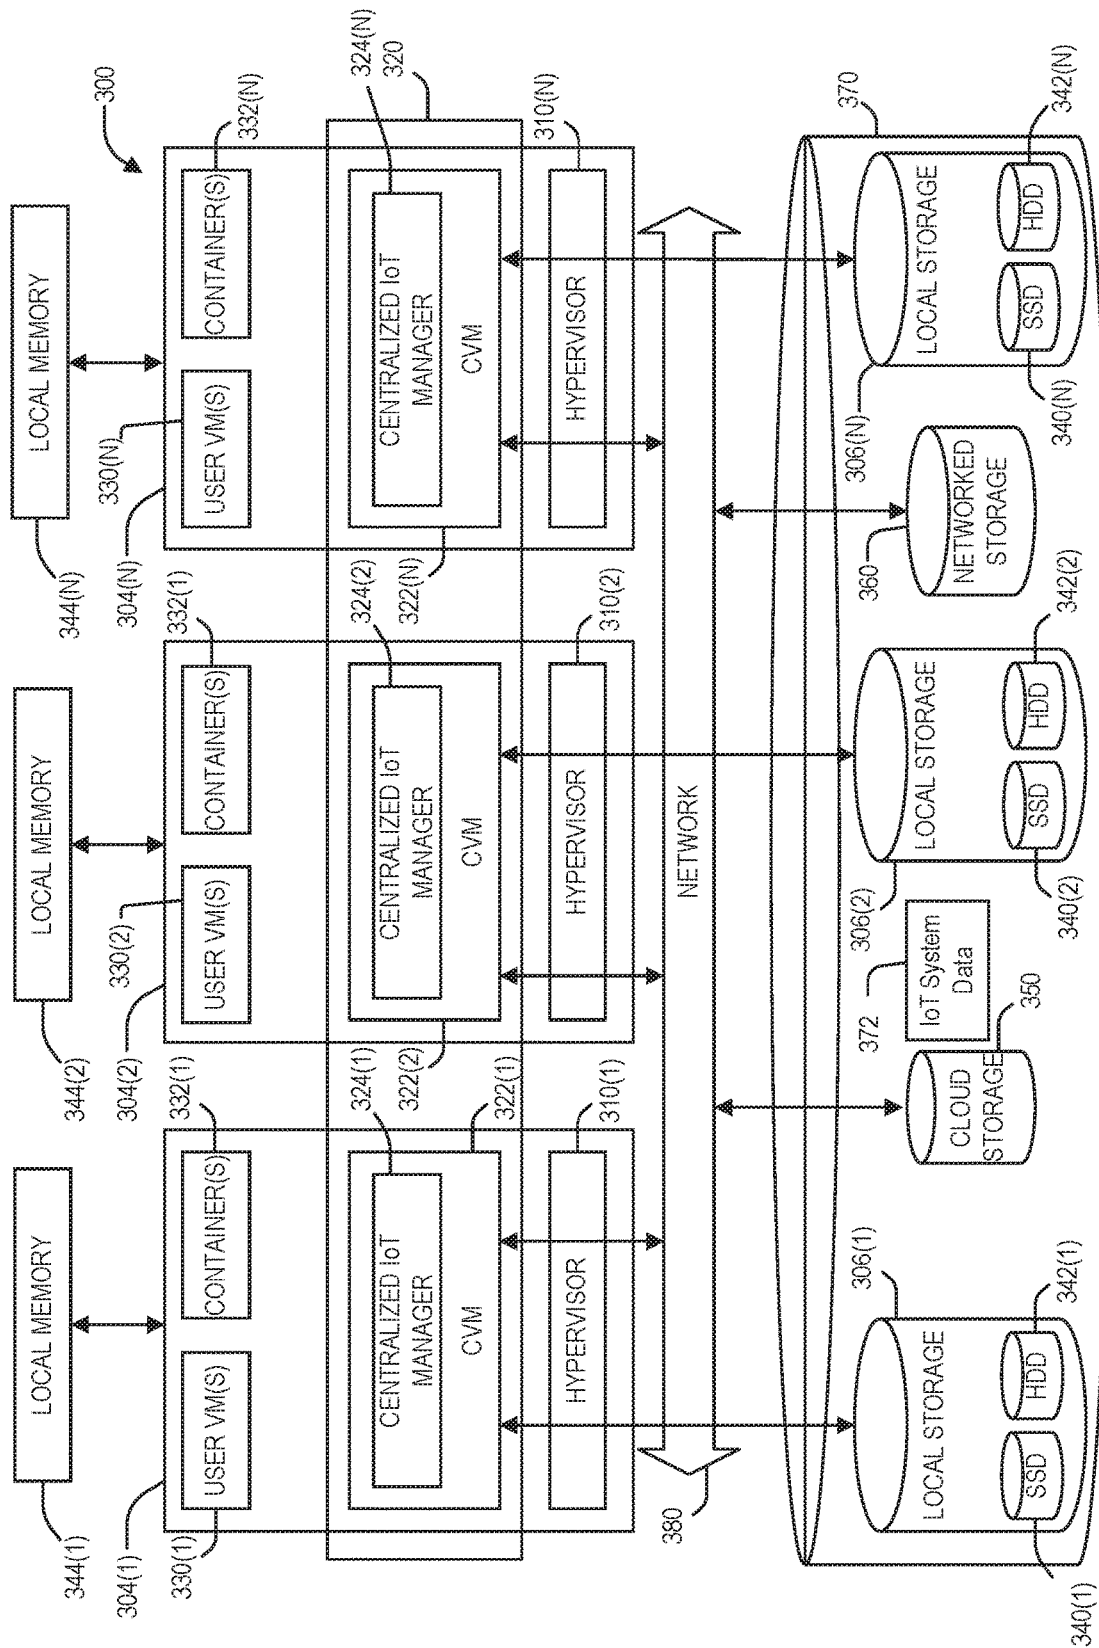 300
344(1)
LOCAL MEMORY
344(2)
LOCAL MEMORY
344(N)
LOCAL MEMORY
304(1)
330(1)
USER VM(S)
CONTAINER(S)
332(1)
304(2)
330(2)
USER VM(S)
CONTAINER(S)
332(1)
304(N)
330(N)
USER VM(S)
CONTAINER(S)
332(N)
CENTRALIZED IoT
MANAGER
CVM
324(1)
322(1)
322(2)
CENTRALIZED IoT
MANAGER
CVM
324(2)
322(N)
CENTRALIZED IoT
MANAGER
CVM
324(N)
320
HYPERVISOR
310(1)
HYPERVISOR
310(2)
HYPERVISOR
310(N)
380
NETWORK
370
306(1)
LOCAL STORAGE
SSD
HDD
340(1)
342(1)
CLOUD
STORAGE
350
372
IoT System
Data
306(2)
LOCAL STORAGE
SSD
HDD
340(2)
342(2)
360
NETWORKED
STORAGE
306(N)
LOCAL STORAGE
SSD
HDD
340(N)
342(N)